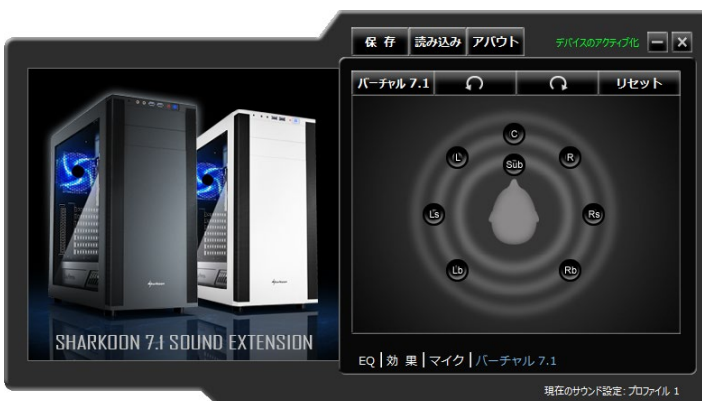 保 存 読み込み アバウト デバイスのアクティブ化
バーチャル 7.1 リセット
C
L R
Sub
Ls Rs
Lb Rb
SHARKOON 7.1 SOUND EXTENSION
EQ | 効 果 | マイク | バーチャル 7.1
現在のサウンド設定: プロファイル 1